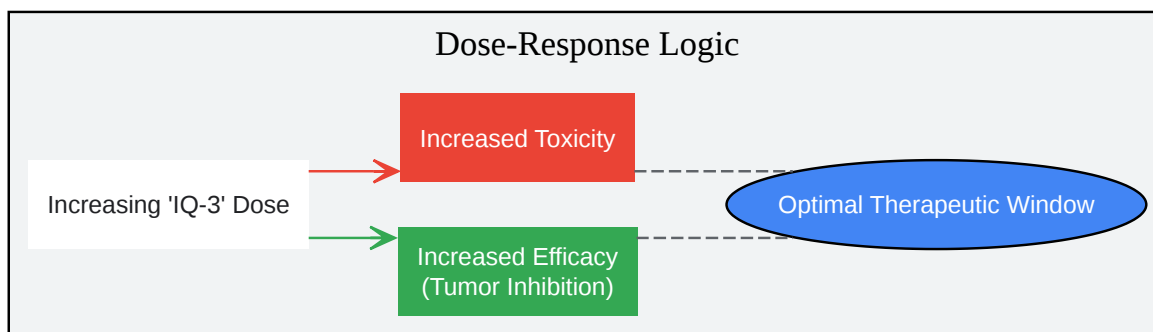 Dose-Response Logic
Increased Toxicity
Increasing 'IQ-3' Dose
Optimal Therapeutic Window
Increased Efficacy
(Tumor Inhibition)